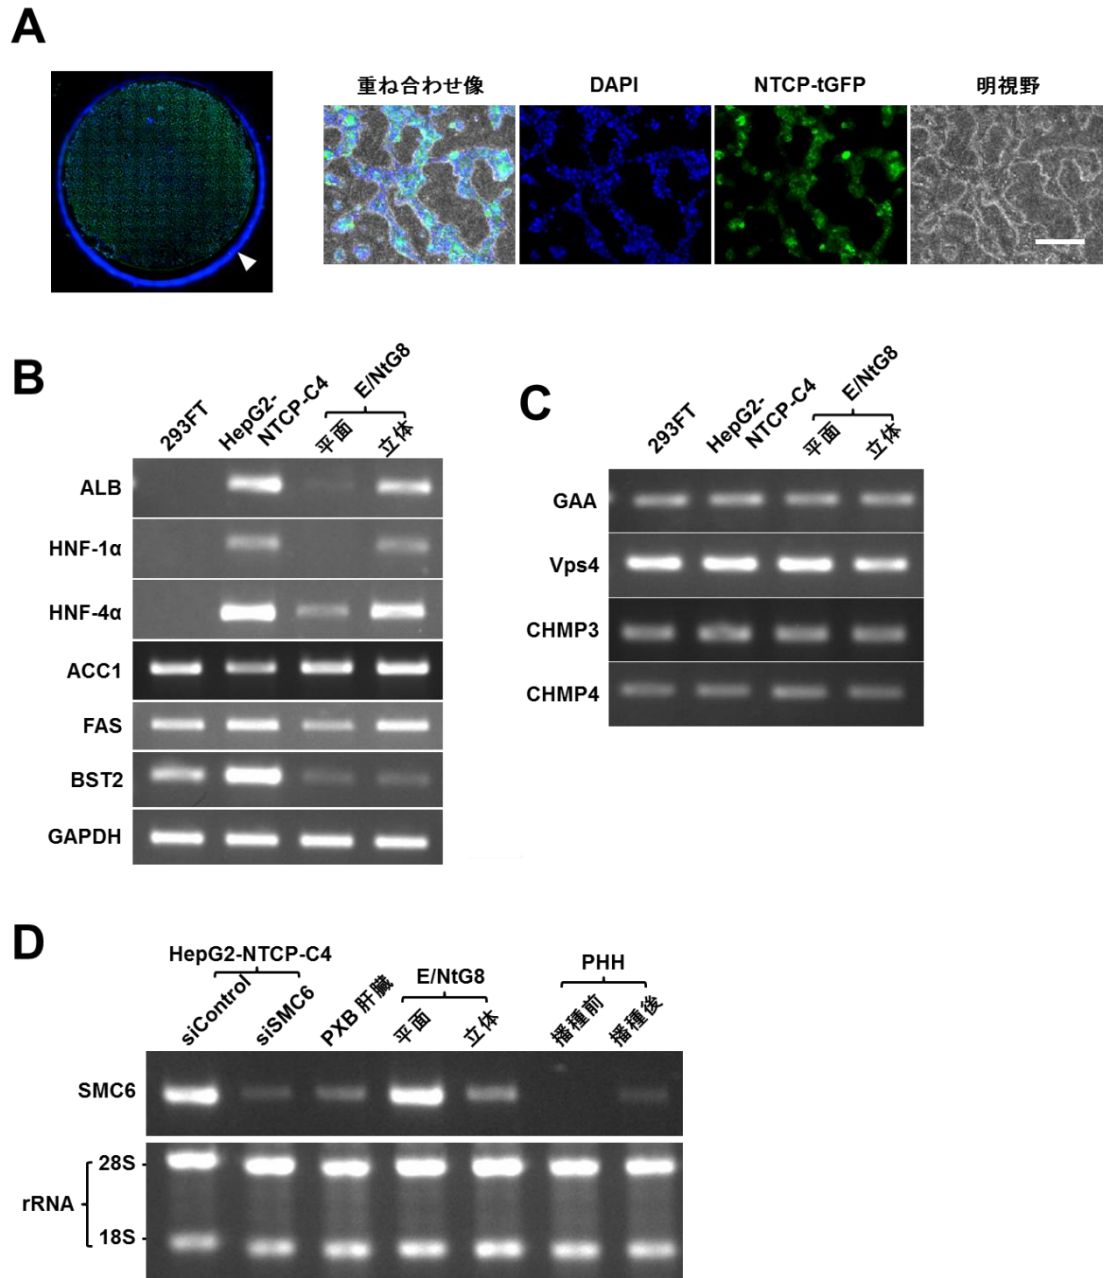 A
重ね合わせ像
DAPI
NTCP-tGFP
明視野
B
293FT
HepG2-
NTCP-C4
E/NtG8
平面
立体
ALB
HNF-1α
HNF-4α
ACC1
FAS
BST2
GAPDH
C
293FT
HepG2-
NTCP-C4
E/NtG8
平面
立体
GAA
Vps4
CHMP3
CHMP4
D
HepG2-NTCP-C4
siControl
siSMC6
PXB 肝臓
E/NtG8
平面
立体
PHH
播種前
播種後
SMC6
rRNA
28S
18S